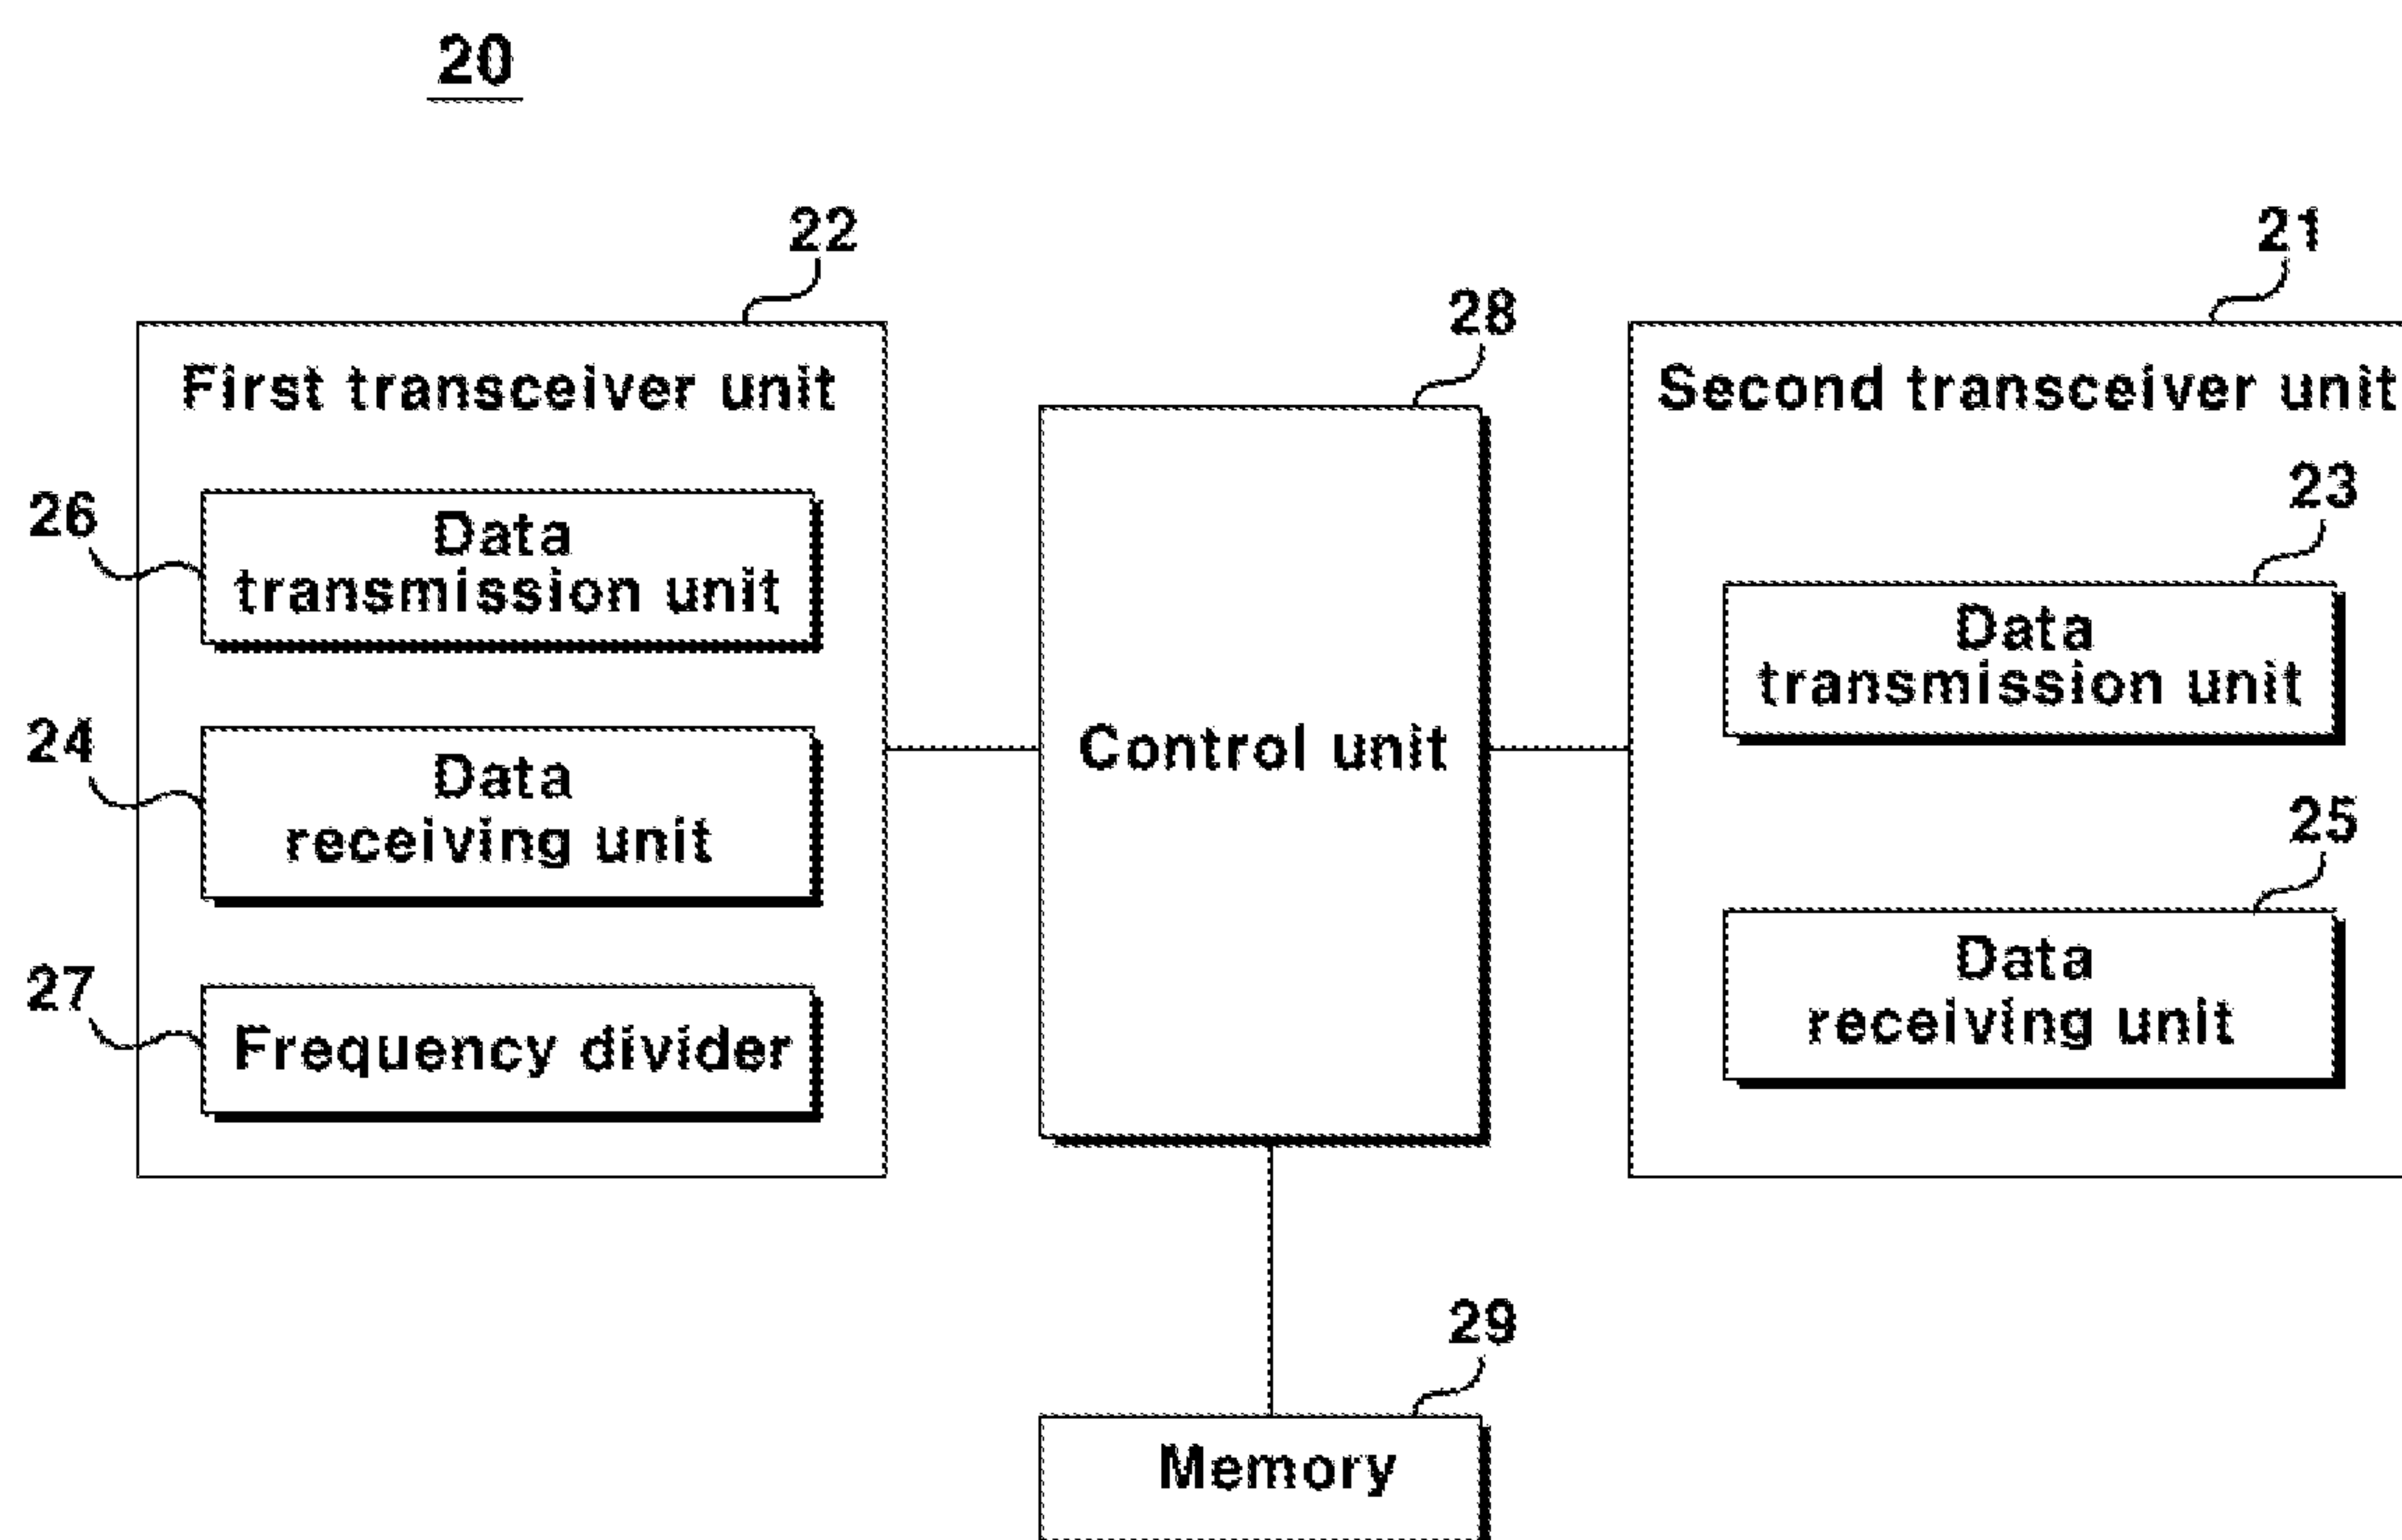 20
22
First transceiver unit
26
Data
transmission unit
24
Data
receiving unit
27
Frequency divider
28
Control unit
21
Second transceiver unit
23
Data
transmission unit
25
Data
receiving unit
29
Memory